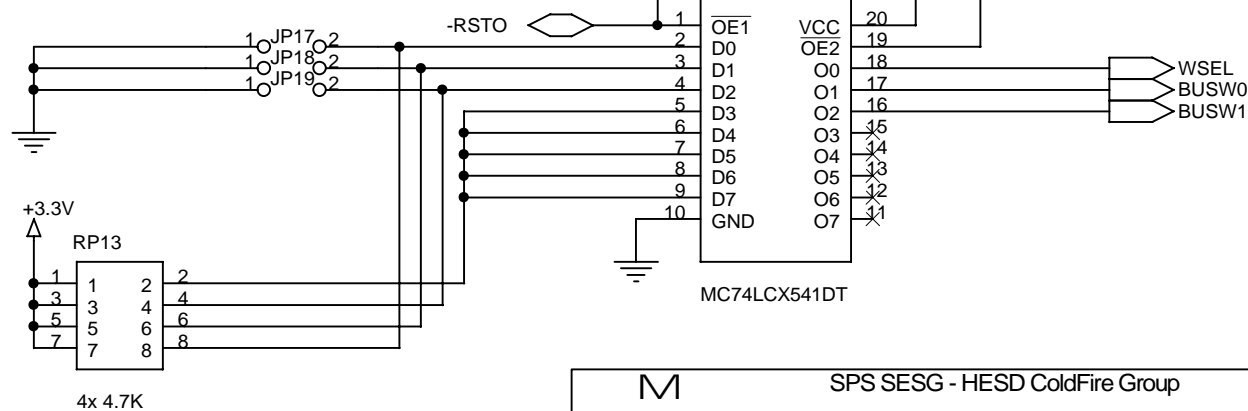 -RSTO 1 OE1 VCC 20
1 JP17 2 2 D0 OE2 19
1 JP18 2 3 D1 O0 18 WSEL
1 JP19 2 4 D2 O1 17 BUSW0
5 D3 O2 16 BUSW1
6 D4 O3 15
7 D5 O4 14
8 D6 O5 13
9 D7 O6 12
10 GND O7 11
+3.3V
RP13
1 1 2 2
3 3 4 4
5 5 6 6
7 7 8 8
4x 4.7K
MC74LCX541DT
M SPS SESG - HESD ColdFire Group